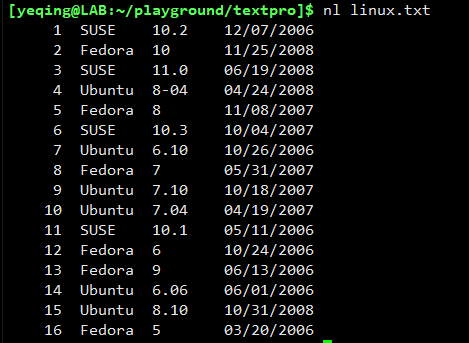 [yeqing@LAB:~/playground/textpro]$ nl linux.txt
1 SUSE 10.2 12/07/2006
2 Fedora 10 11/25/2008
3 SUSE 11.0 06/19/2008
4 Ubuntu 8-04 04/24/2008
5 Fedora 8 11/08/2007
6 SUSE 10.3 10/04/2007
7 Ubuntu 6.10 10/26/2006
8 Fedora 7 05/31/2007
9 Ubuntu 7.10 10/18/2007
10 Ubuntu 7.04 04/19/2007
11 SUSE 10.1 05/11/2006
12 Fedora 6 10/24/2006
13 Fedora 9 06/13/2006
14 Ubuntu 6.06 06/01/2006
15 Ubuntu 8.10 10/31/2008
16 Fedora 5 03/20/2006